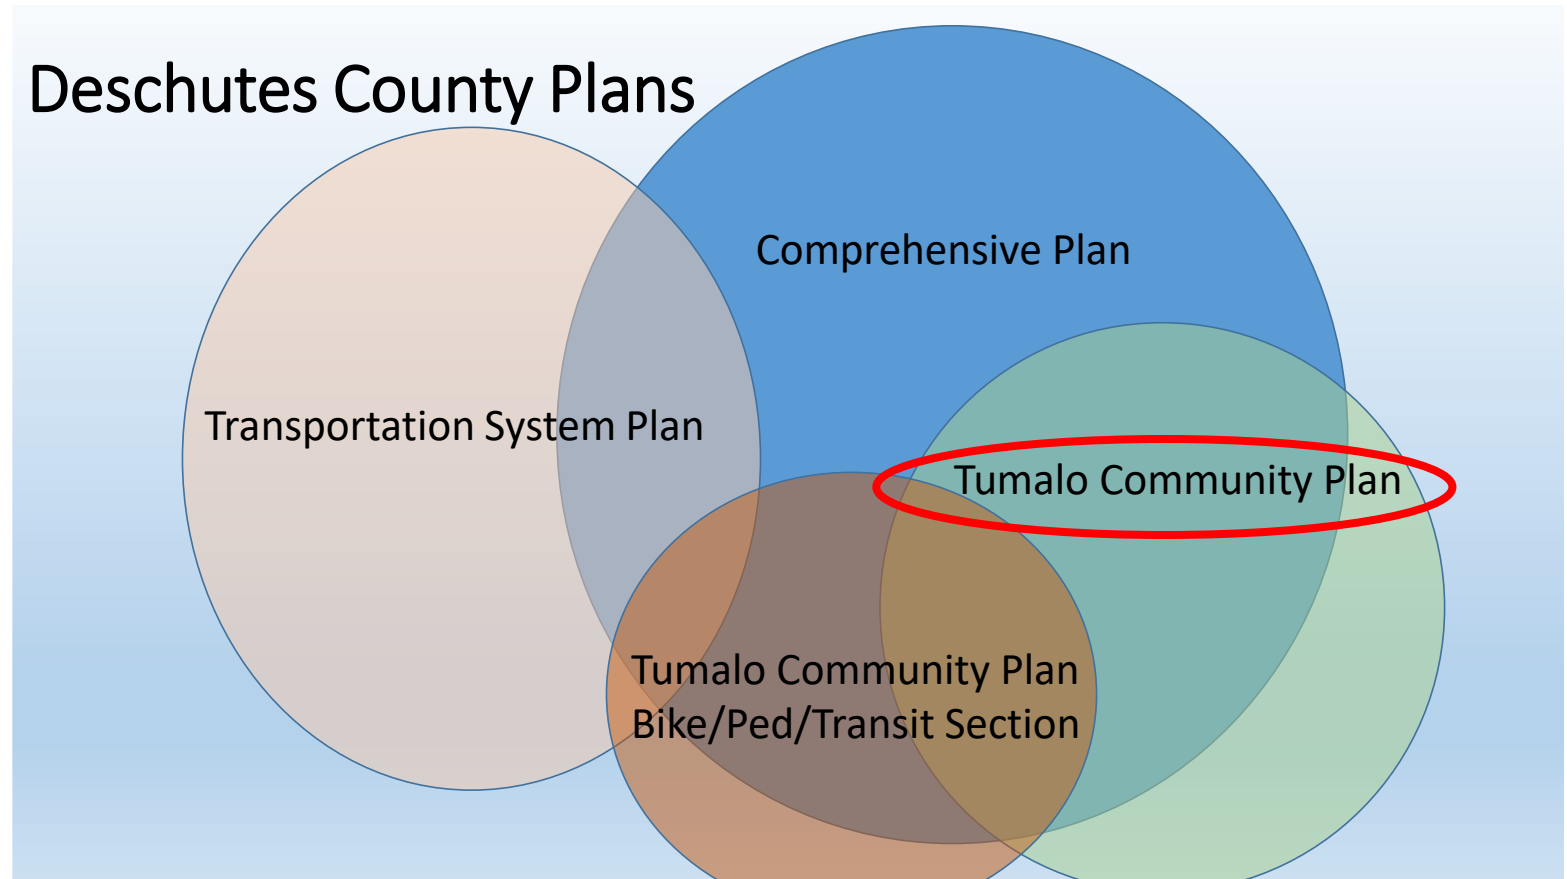 Deschutes County Plans
Comprehensive Plan
Transportation System Plan
Tumalo Community Plan
Tumalo Community Plan
Bike/Ped/Transit Section